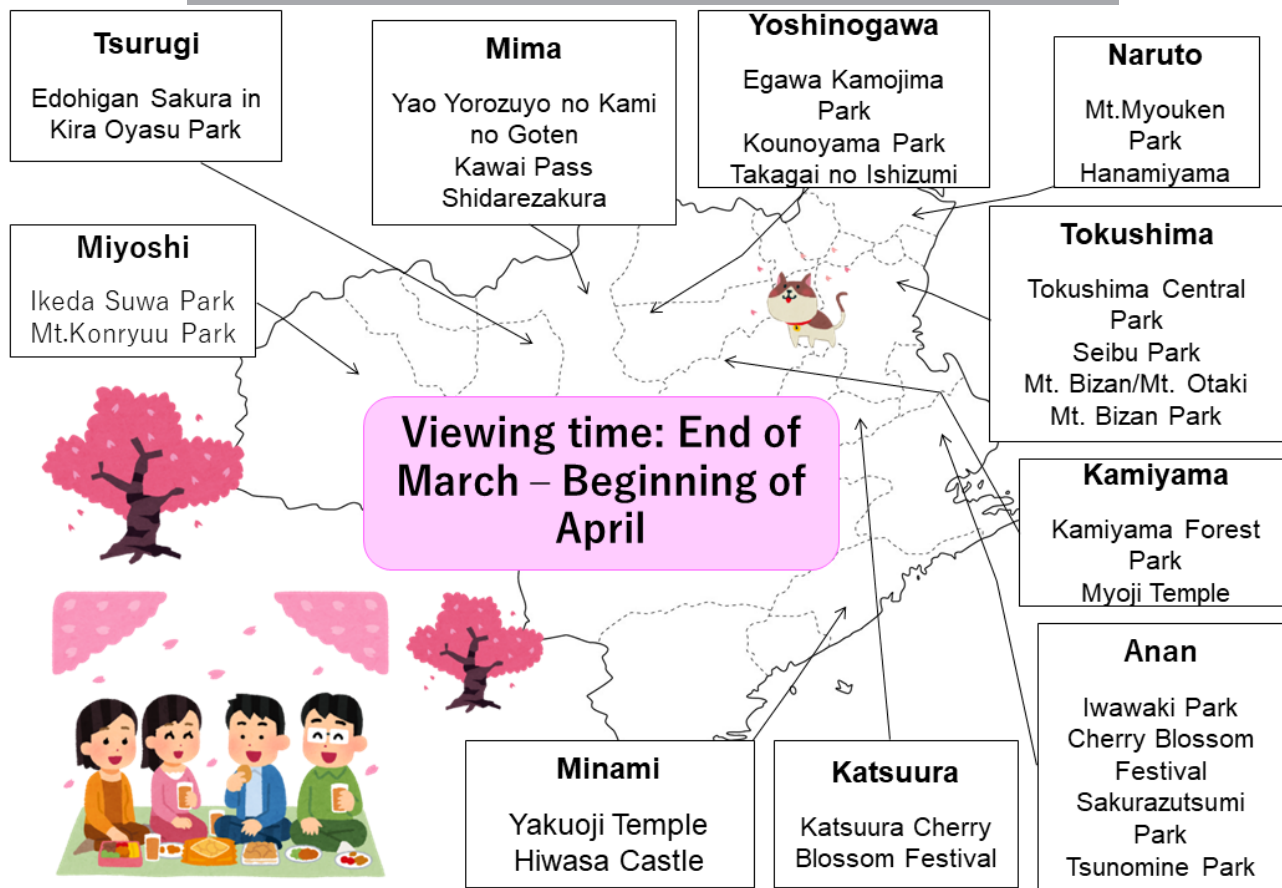 Tsurugi
Edohigan Sakura in
Kira Oyasu Park
Mima
Yao Yorozuyo no Kami
no Goten
Kawai Pass
Shidarezakura
Yoshinogawa
Egawa Kamojima
Park
Kounoyama Park
Takagai no Ishizumi
Naruto
Mt.Myouken
Park
Hanamiyama
Miyoshi
Ikeda Suwa Park
Mt.Konryuu Park
Tokushima
Tokushima Central
Park
Seibu Park
Mt. Bizan/Mt. Otaki
Mt. Bizan Park
Viewing time: End of
March – Beginning of
April
Kamiyama
Kamiyama Forest
Park
Myoji Temple
Anan
Iwawaki Park
Cherry Blossom
Festival
Sakurazutsumi
Park
Tsunomine Park
Minami
Yakuoji Temple
Hiwasa Castle
Katsuura
Katsuura Cherry
Blossom Festival